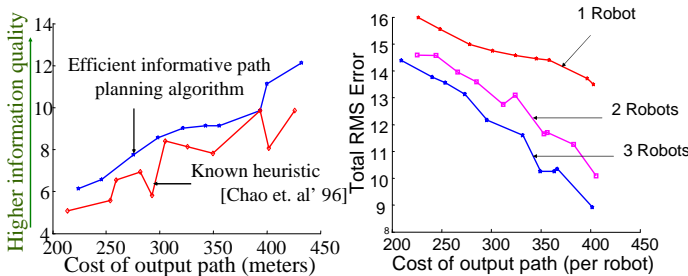 Higher information quality
14
12
10
8
6
4
200
250
300
350
400
450
Efficient informative path
planning algorithm
Known heuristic
[Chao et. al' 96]
Cost of output path (meters)
Total RMS Error
16
15
14
13
12
11
10
9
8
200
250
300
350
400
450
1 Robot
2 Robots
3 Robots
Cost of output path (per robot)